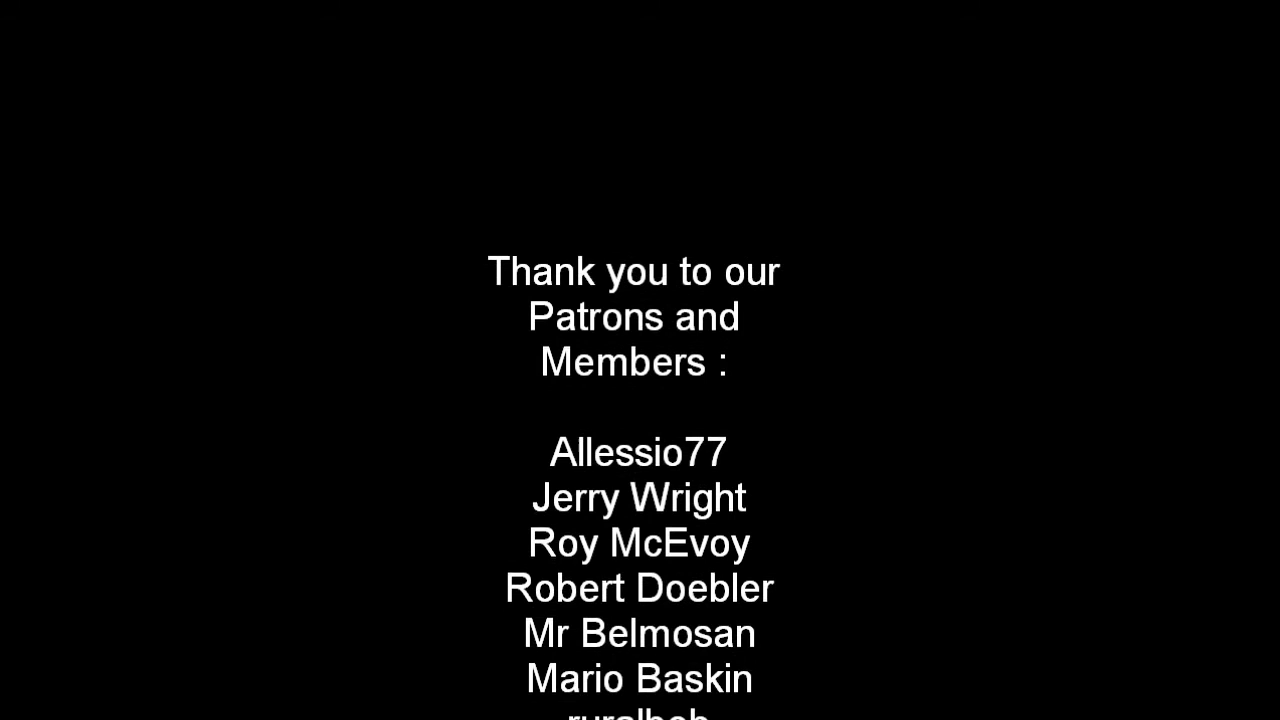 Thank you to our
Patrons and
Members :
Allessio77
Jerry Wright
Roy McEvoy
Robert Doebler
Mr Belmosan
Mario Baskin